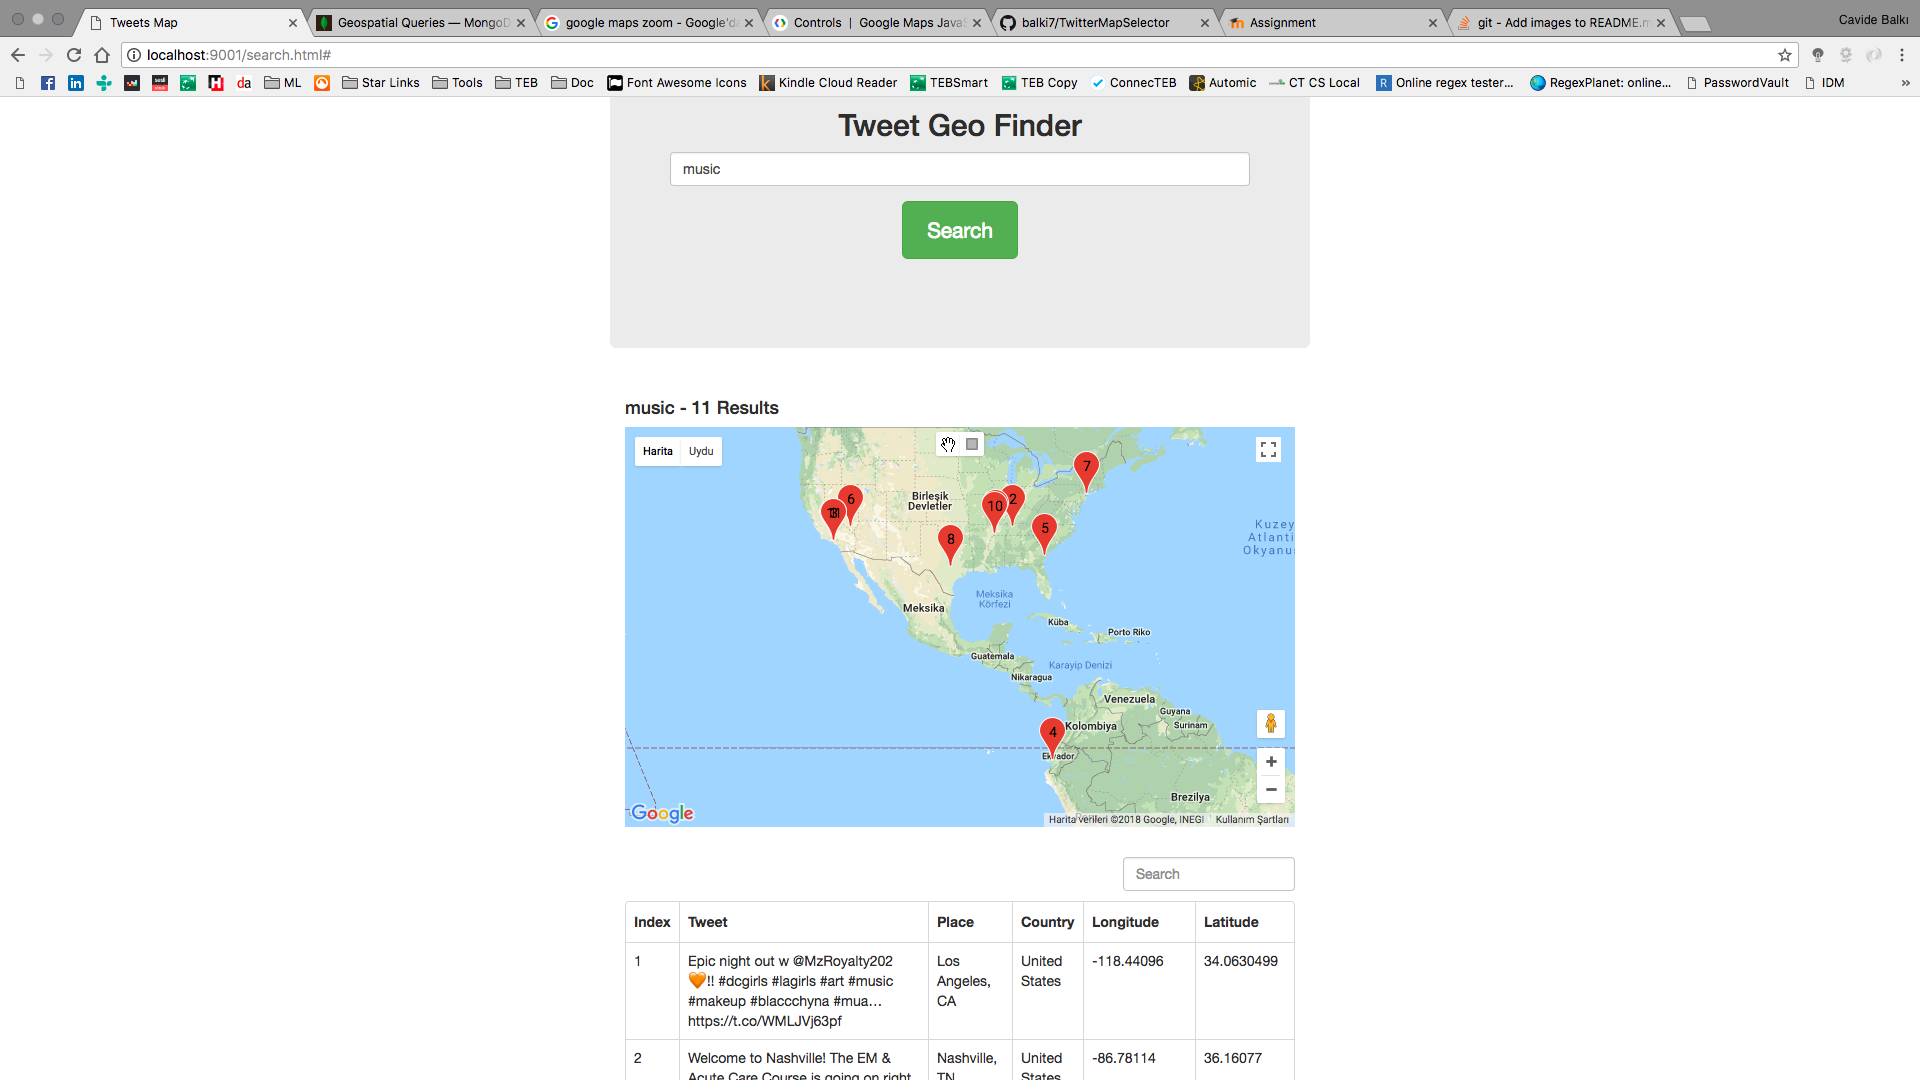 Tweets Map
Geospatial Queries — MongoD
google maps zoom - Google'da
Controls | Google Maps JavaS
balki7/TwitterMapSelector
Assignment
git - Add images to README.m
Cavide Balkı
localhost:9001/search.html#
ML
Star Links
Tools
TEB
Doc
Font Awesome Icons
Kindle Cloud Reader
TEBSmart
TEB Copy
ConnecTEB
Automic
CT CS Local
Online regex tester...
RegexPlanet: online...
PasswordVault
IDM
»
Tweet Geo Finder
music
Search
music - 11 Results
Harita
Uydu
7
6
10
2
5
8
4
Birleşik
Devletler
Kuzey
Atlantı
Okyanus
Meksika
Körfezi
Meksika
Küba
Porto Riko
Guatemala
Karayip Denizi
Nikaragua
Venezuela
Guyana
Surinam
Kolombiya
Ekvador
Brezilya
Google
Harita verileri ©2018 Google, INEGI
Kullanım Şartları
Search
Index Tweet Place Country Longitude Latitude
1
Epic night out w @MzRoyalty202
🧡!! #dcgirls #lagirls #art #music
#makeup #blaccchyna #mua…
https://t.co/WMLJVj63pf
Los
Angeles,
CA
United
States
-118.44096
34.0630499
2
Welcome to Nashville! The EM &
Acute Care Course is going on right
Nashville,
TN
United
States
-86.78114
36.16077